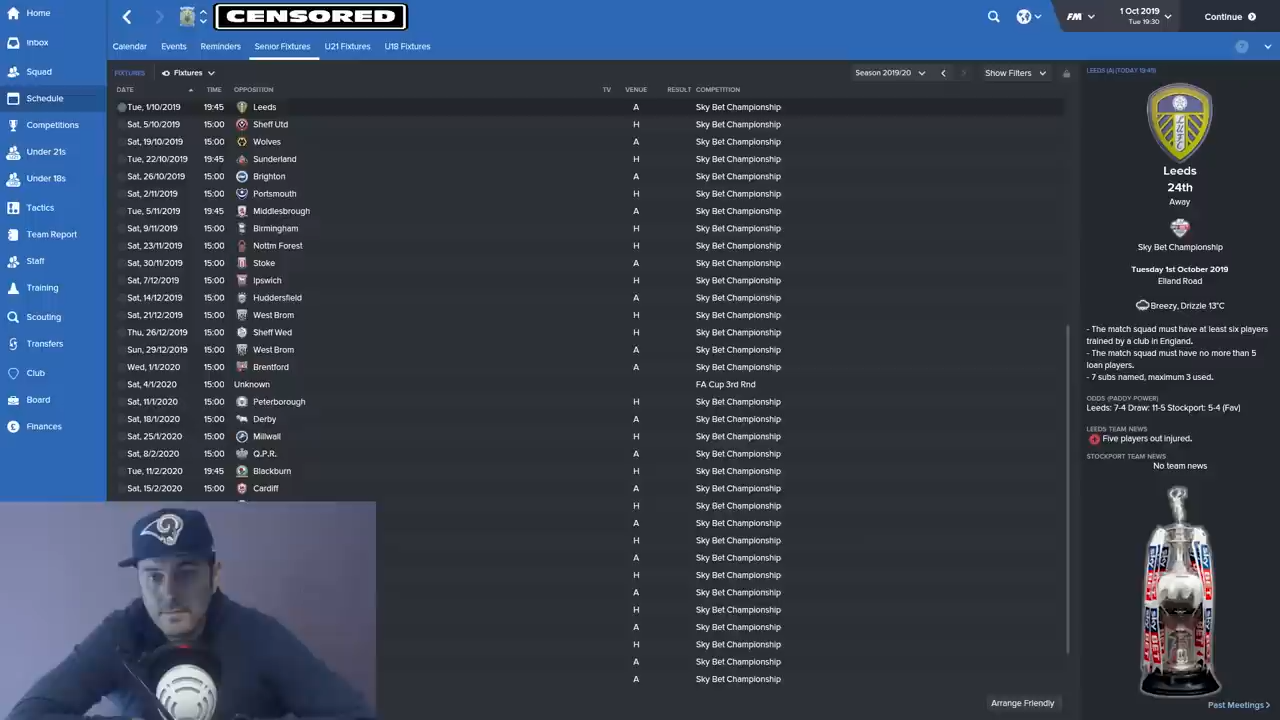 Home
CENSORED
1 Oct 2019
Tue 19:30
FM
Continue
Inbox
Squad
Schedule
Competitions
Under 21s
Under 18s
Tactics
Team Report
Staff
Training
Scouting
Transfers
Club
Board
Finances
Calendar Events Reminders Senior Fixtures U21 Fixtures U18 Fixtures
FIXTURES Fixtures Season 2019/20 Show Filters
DATE TIME OPPOSITION TV VENUE RESULT COMPETITION
Tue, 1/10/2019 19:45 Leeds A Sky Bet Championship
Sat, 5/10/2019 15:00 Sheff Utd H Sky Bet Championship
Sat, 19/10/2019 15:00 Wolves A Sky Bet Championship
Tue, 22/10/2019 19:45 Sunderland H Sky Bet Championship
Sat, 26/10/2019 15:00 Brighton A Sky Bet Championship
Sat, 2/11/2019 15:00 Portsmouth H Sky Bet Championship
Tue, 5/11/2019 19:45 Middlesbrough A Sky Bet Championship
Sat, 9/11/2019 15:00 Birmingham H Sky Bet Championship
Sat, 23/11/2019 15:00 Nottm Forest H Sky Bet Championship
Sat, 30/11/2019 15:00 Stoke A Sky Bet Championship
Sat, 7/12/2019 15:00 Ipswich H Sky Bet Championship
Sat, 14/12/2019 15:00 Huddersfield A Sky Bet Championship
Sat, 21/12/2019 15:00 West Brom H Sky Bet Championship
Thu, 26/12/2019 15:00 Sheff Wed H Sky Bet Championship
Sun, 29/12/2019 15:00 West Brom A Sky Bet Championship
Wed, 1/1/2020 15:00 Brentford A Sky Bet Championship
Sat, 4/1/2020 15:00 Unknown FA Cup 3rd Rnd
Sat, 11/1/2020 15:00 Peterborough H Sky Bet Championship
Sat, 18/1/2020 15:00 Derby A Sky Bet Championship
Sat, 25/1/2020 15:00 Millwall H Sky Bet Championship
Sat, 8/2/2020 15:00 Q.P.R. A Sky Bet Championship
Tue, 11/2/2020 19:45 Blackburn H Sky Bet Championship
Sat, 15/2/2020 15:00 Cardiff A Sky Bet Championship
H Sky Bet Championship
A Sky Bet Championship
H Sky Bet Championship
A Sky Bet Championship
H Sky Bet Championship
A Sky Bet Championship
H Sky Bet Championship
A Sky Bet Championship
H Sky Bet Championship
A Sky Bet Championship
A Sky Bet Championship
Arrange Friendly
LEEDS (A) (TODAY 19:45)
LUFC
Leeds
24th
Away
Sky Bet Championship
Tuesday 1st October 2019
Elland Road
Breezy, Drizzle 13°C
- The match squad must have at least six players
trained by a club in England.
- The match squad must have no more than 5
loan players.
- 7 subs named, maximum 3 used.
ODDS (PADDY POWER)
Leeds: 7-4 Draw: 11-5 Stockport: 5-4 (Fav)
LEEDS TEAM NEWS
Five players out injured.
STOCKPORT TEAM NEWS
No team news
SKY BET
SKY BET
Past Meetings